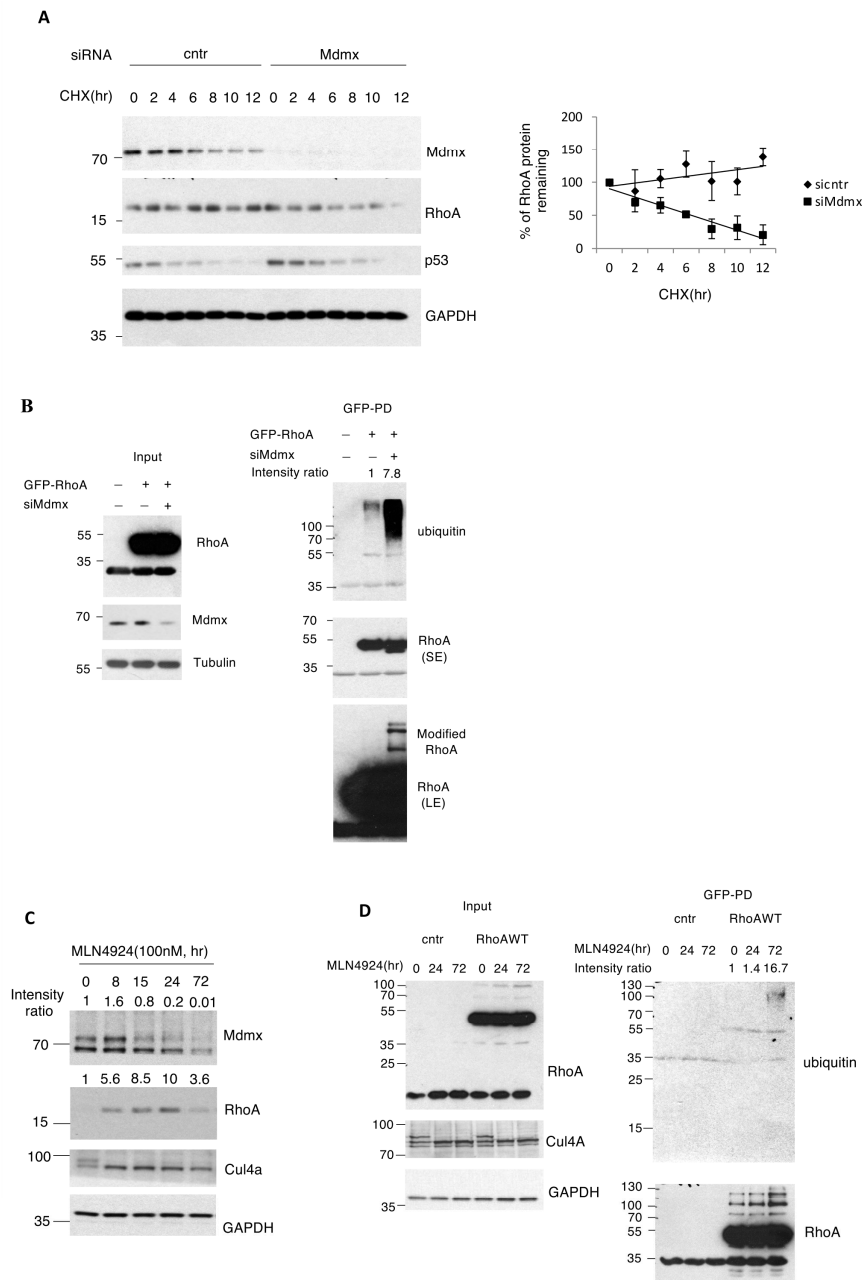 A
siRNA cntr Mdmx
CHX(hr) 0 2 4 6 8 10 12 0 2 4 6 8 10 12
70 Mdmx
15 RhoA
55 p53
35 GAPDH
% of RhoA protein
remaining
200
150
100
50
0
0 2 4 6 8 10 12
CHX(hr)
sicntr
siMdmx
B
Input
GFP-RhoA – + +
siMdmx – – +
55
35
RhoA
70 Mdmx
55 Tubulin
GFP-PD
GFP-RhoA – + +
siMdmx – – +
Intensity ratio 1 7.8
100
70
55
35
ubiquitin
70
55
35
RhoA
(SE)
Modified
RhoA
RhoA
(LE)
C
MLN4924(100nM, hr)
0 8 15 24 72
Intensity
ratio
1 1.6 0.8 0.2 0.01
70 Mdmx
1 5.6 8.5 10 3.6
15 RhoA
100 Cul4a
35 GAPDH
D
Input
cntr RhoAWT
MLN4924(hr) 0 24 72 0 24 72
100
70
55
35
25
RhoA
100
70
Cul4A
35 GAPDH
GFP-PD
cntr RhoAWT
MLN4924(hr) 0 24 72 0 24 72
Intensity ratio 1 1.4 16.7
130
100
70
55
35
25
15
ubiquitin
130
100
70
55
35
RhoA